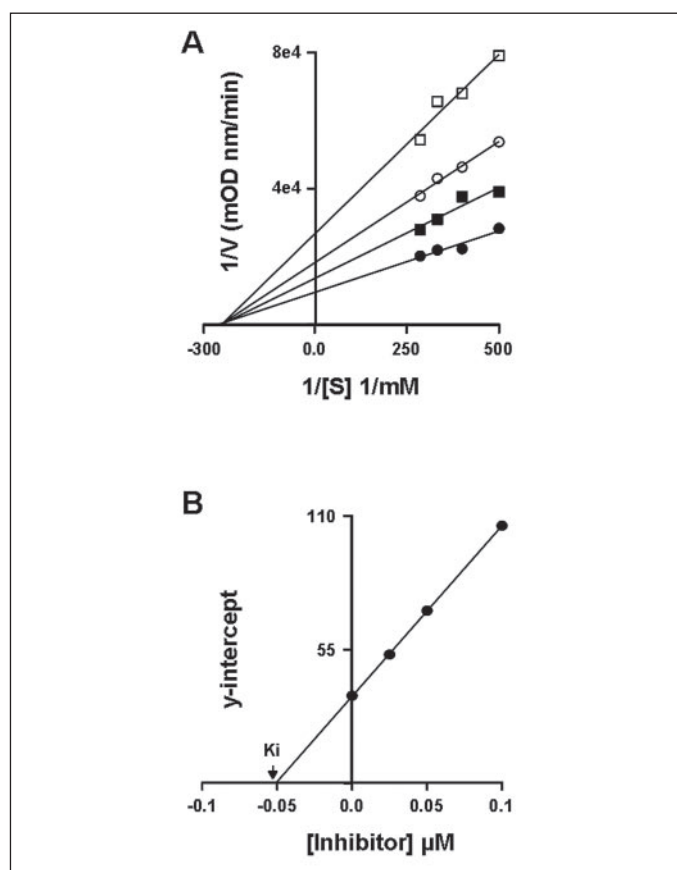 A
8e4
4e4
1/V (mOD nm/min)
-300 0.0 250 500
1/[S] 1/mM
B
110
55
y-intercept
Ki
-0.1 -0.05 0.0 0.05 0.1
[Inhibitor] µM